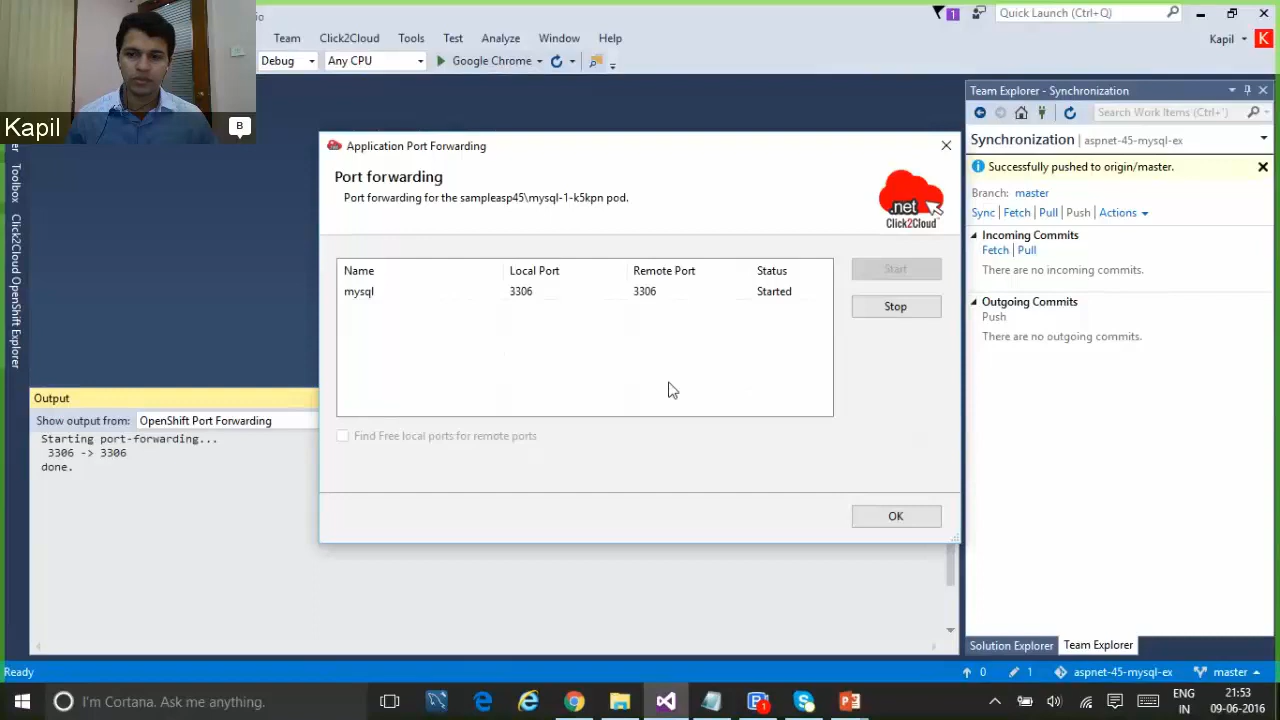 io
1
Quick Launch (Ctrl+Q)
Team
Click2Cloud
Tools
Test
Analyze
Window
Help
Kapil
K
Debug
Any CPU
Google Chrome
Kapil
B
Team Explorer - Synchronization
Search Work Items (Ctrl+')
Synchronization | aspnet-45-mysql-ex
Successfully pushed to origin/master.
Branch: master
Sync | Fetch | Pull | Push | Actions
Incoming Commits
Fetch | Pull
There are no incoming commits.
Outgoing Commits
Push
There are no outgoing commits.
er
Toolbox
Click2Cloud OpenShift Explorer
Application Port Forwarding
Port forwarding
Port forwarding for the sampleasp45\mysql-1-k5kpn pod.
.net
Click2Cloud
Name
Local Port
Remote Port
Status
mysql
3306
3306
Started
Start
Stop
Find Free local ports for remote ports
OK
Output
Show output from: OpenShift Port Forwarding
Starting port-forwarding...
3306 -> 3306
done.
Solution Explorer
Team Explorer
Ready
0
1
aspnet-45-mysql-ex
master
I'm Cortana. Ask me anything.
B
1
ENG
IN
21:53
09-06-2016